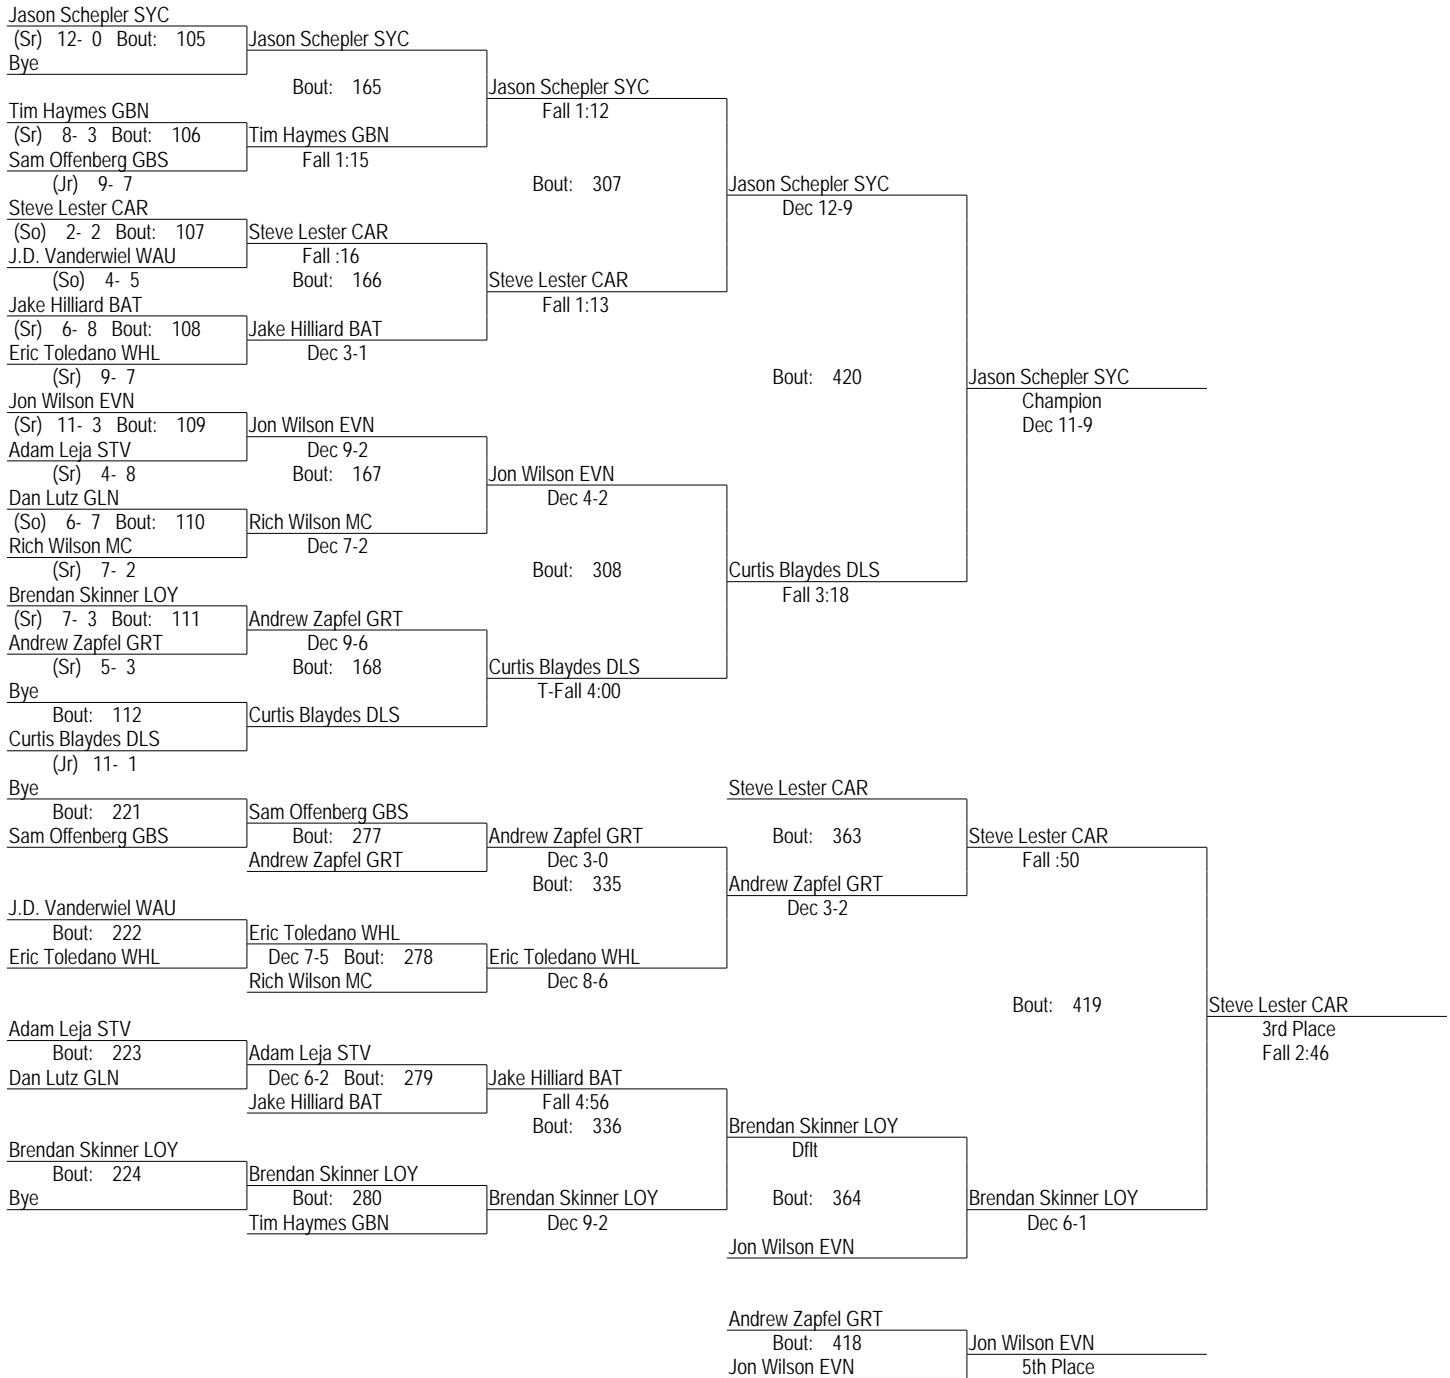 Jason Schepler SYC
(Sr) 12- 0 Bout: 105 Jason Schepler SYC
Bye
Bout: 165 Jason Schepler SYC
Tim Haymes GBN Fall 1:12
(Sr) 8- 3 Bout: 106 Tim Haymes GBN
Sam Offenberg GBS Fall 1:15
(Jr) 9- 7 Bout: 307 Jason Schepler SYC
Steve Lester CAR Dec 12-9
(So) 2- 2 Bout: 107 Steve Lester CAR
J.D. Vanderwiel WAU Fall :16
(So) 4- 5 Bout: 166 Steve Lester CAR
Jake Hilliard BAT Fall 1:13
(Sr) 6- 8 Bout: 108 Jake Hilliard BAT
Eric Toledano WHL Dec 3-1
(Sr) 9- 7 Bout: 420 Jason Schepler SYC
Jon Wilson EVN Champion
(Sr) 11- 3 Bout: 109 Jon Wilson EVN Dec 11-9
Adam Leja STV Dec 9-2
(Sr) 4- 8 Bout: 167 Jon Wilson EVN
Dan Lutz GLN Dec 4-2
(So) 6- 7 Bout: 110 Rich Wilson MC
Rich Wilson MC Dec 7-2
(Sr) 7- 2 Bout: 308 Curtis Blaydes DLS
Brendan Skinner LOY Fall 3:18
(Sr) 7- 3 Bout: 111 Andrew Zapfel GRT
Andrew Zapfel GRT Dec 9-6
(Sr) 5- 3 Bout: 168 Curtis Blaydes DLS
Bye T-Fall 4:00
Bout: 112 Curtis Blaydes DLS
Curtis Blaydes DLS
(Jr) 11- 1
Bye Steve Lester CAR
Bout: 221 Sam Offenberg GBS
Sam Offenberg GBS Bout: 277 Andrew Zapfel GRT Bout: 363 Steve Lester CAR
Andrew Zapfel GRT Dec 3-0 Fall :50
Bout: 335 Andrew Zapfel GRT
J.D. Vanderwiel WAU Dec 3-2
Bout: 222 Eric Toledano WHL
Eric Toledano WHL Dec 7-5 Bout: 278 Eric Toledano WHL
Rich Wilson MC Dec 8-6
Bout: 419 Steve Lester CAR
Adam Leja STV 3rd Place
Bout: 223 Adam Leja STV Fall 2:46
Dan Lutz GLN Dec 6-2 Bout: 279 Jake Hilliard BAT
Jake Hilliard BAT Fall 4:56
Bout: 336 Brendan Skinner LOY
Brendan Skinner LOY Dflt
Bout: 224 Brendan Skinner LOY
Bye Bout: 280 Brendan Skinner LOY Bout: 364 Brendan Skinner LOY
Tim Haymes GBN Dec 9-2 Dec 6-1
Jon Wilson EVN
Andrew Zapfel GRT
Bout: 418 Jon Wilson EVN
Jon Wilson EVN 5th Place